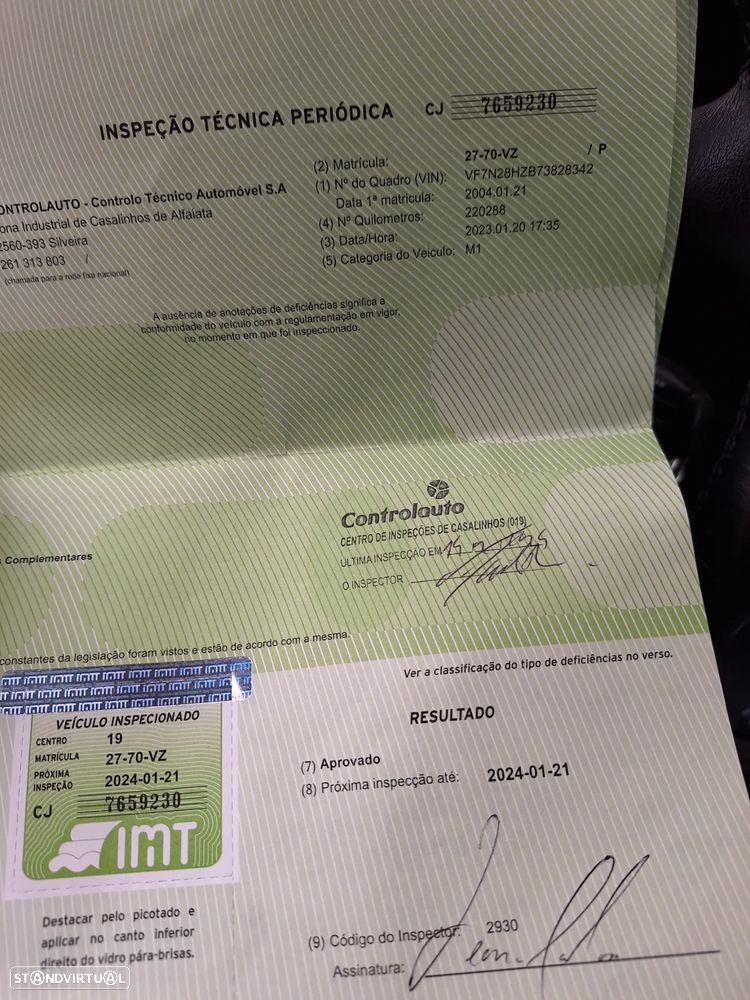 INSPEÇÃO TÉCNICA PERIÓDICA CJ 7659230
ONTROLAUTO - Controlo Técnico Automóvel S.A
ona Industrial de Casalinhos de Alfaiata
2560-393 Silveira
261 313 803 /
(chamada para a rede fixa nacional)
(2) Matrícula: 27-70-VZ / P
(1) Nº do Quadro (VIN): VF7N28HZB73828342
Data 1ª matricula: 2004.01.21
(4) Nº Quilometros: 220288
(3) Data/Hora: 2023.01.20 17:35
(5) Categoria do Veiculo: M1
A ausência de anotações de deficiências significa a
conformidade do veículo com a regulamentação em vigor,
no momento em que foi inspeccionado.
Controlauto
CENTRO DE INSPEÇÕES DE CASALINHOS (019)
ULTIMA INSPECÇÃO EM
O INSPECTOR
s Complementares
constantes da legislação foram vistos e estão de acordo com a mesma.
Ver a classificação do tipo de deficiências no verso.
VEÍCULO INSPECIONADO
CENTRO 19
MATRÍCULA 27-70-VZ
PRÓXIMA INSPEÇÃO 2024-01-21
CJ 7659230
IMT
Destacar pelo picotado e
aplicar no canto inferior
direito do vidro pára-brisas.
RESULTADO
(7) Aprovado
(8) Próxima inspecção até: 2024-01-21
(9) Código do Inspector: 2930
Assinatura:
STANDVIRTUAL